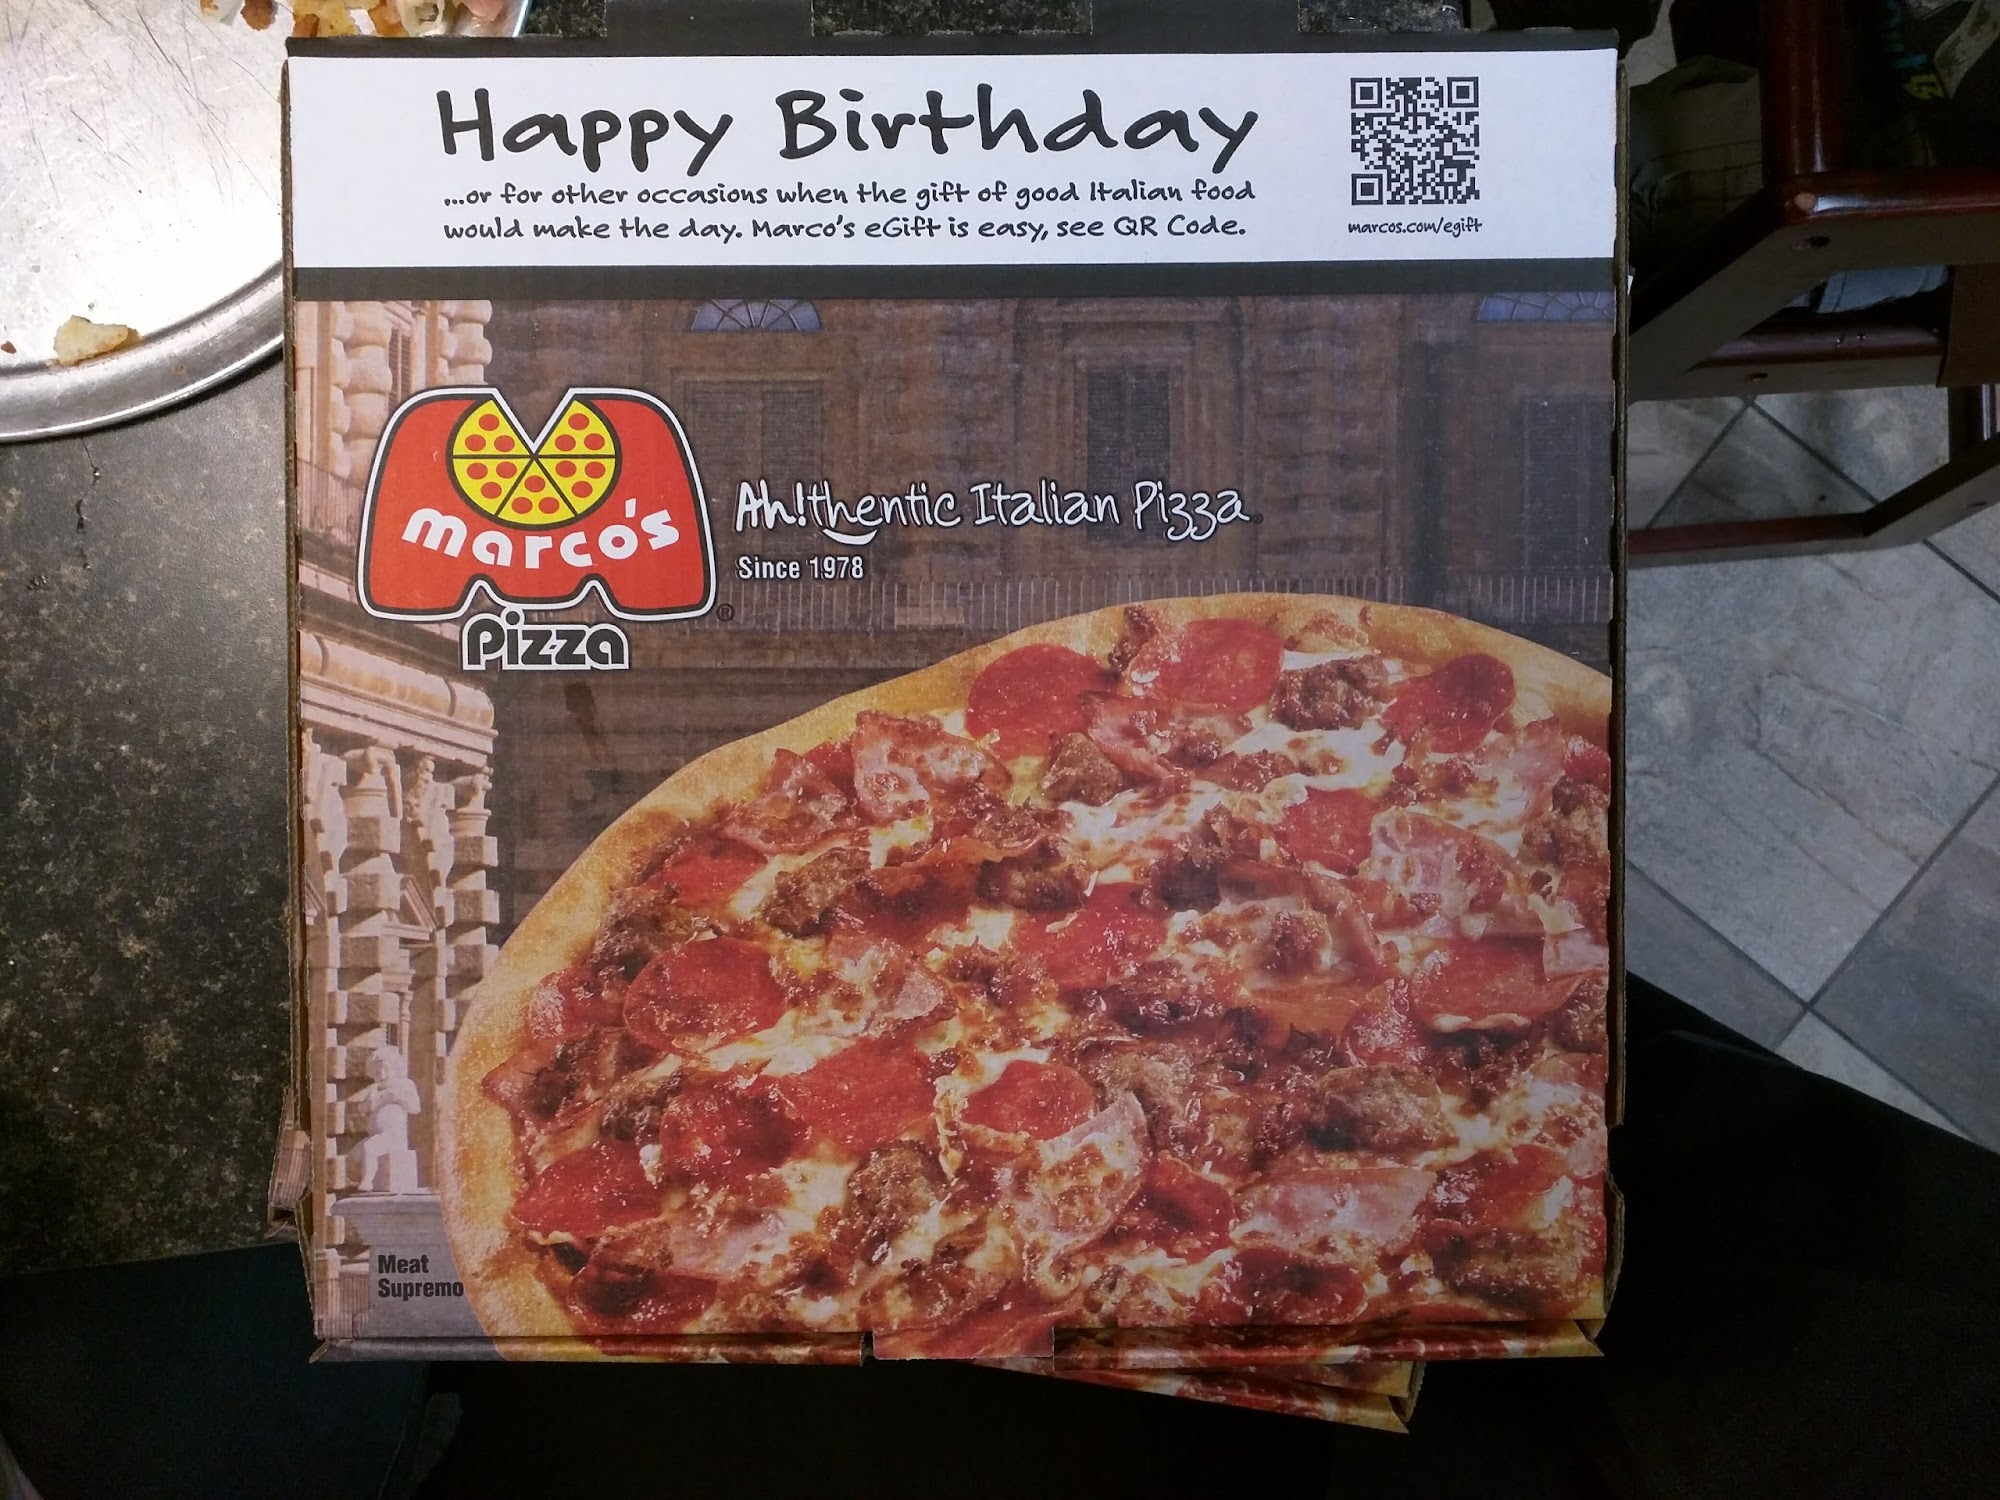 Happy Birthday
...or for other occasions when the gift of good Italian food
would make the day. Marco's eGift is easy, see QR Code.
marcos.com/egift
marco's
Pizza
®
Ah!thentic Italian Pizza
Since 1978
Meat
Supremo